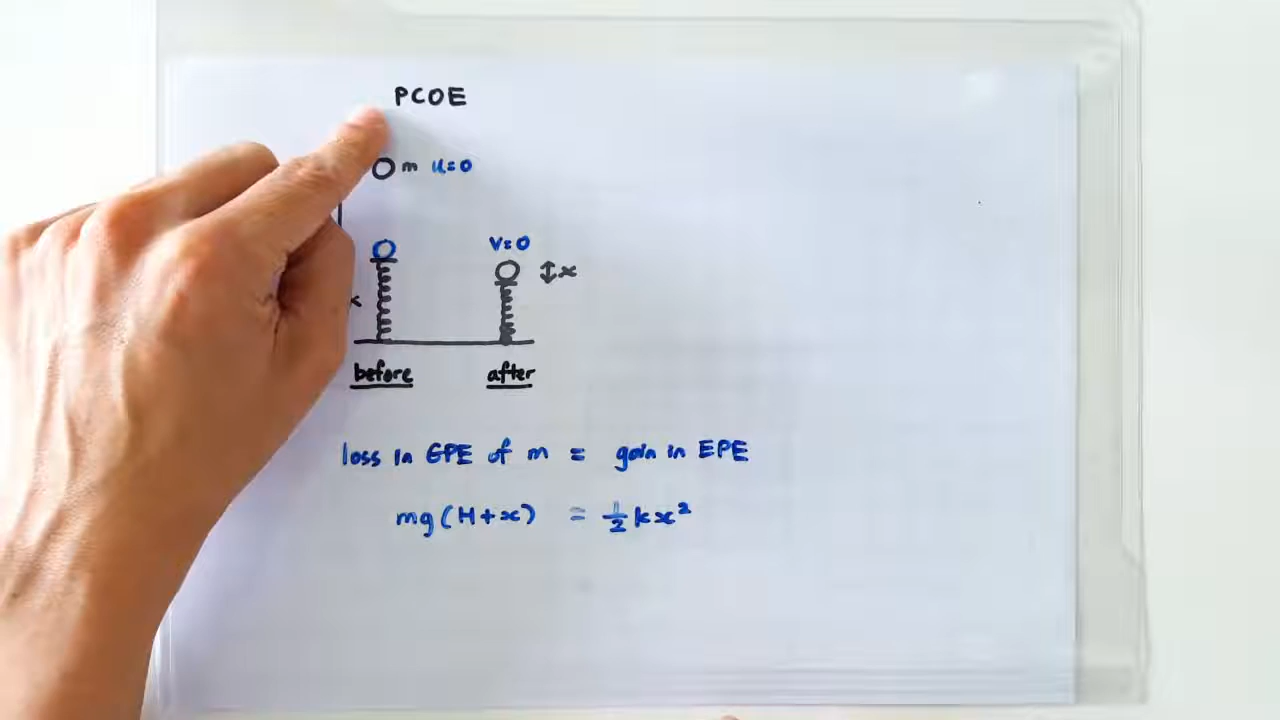 PCOE
m u=0
v=0
x
before after
loss in GPE of m = gain in EPE
mg(H+x) = ½kx²